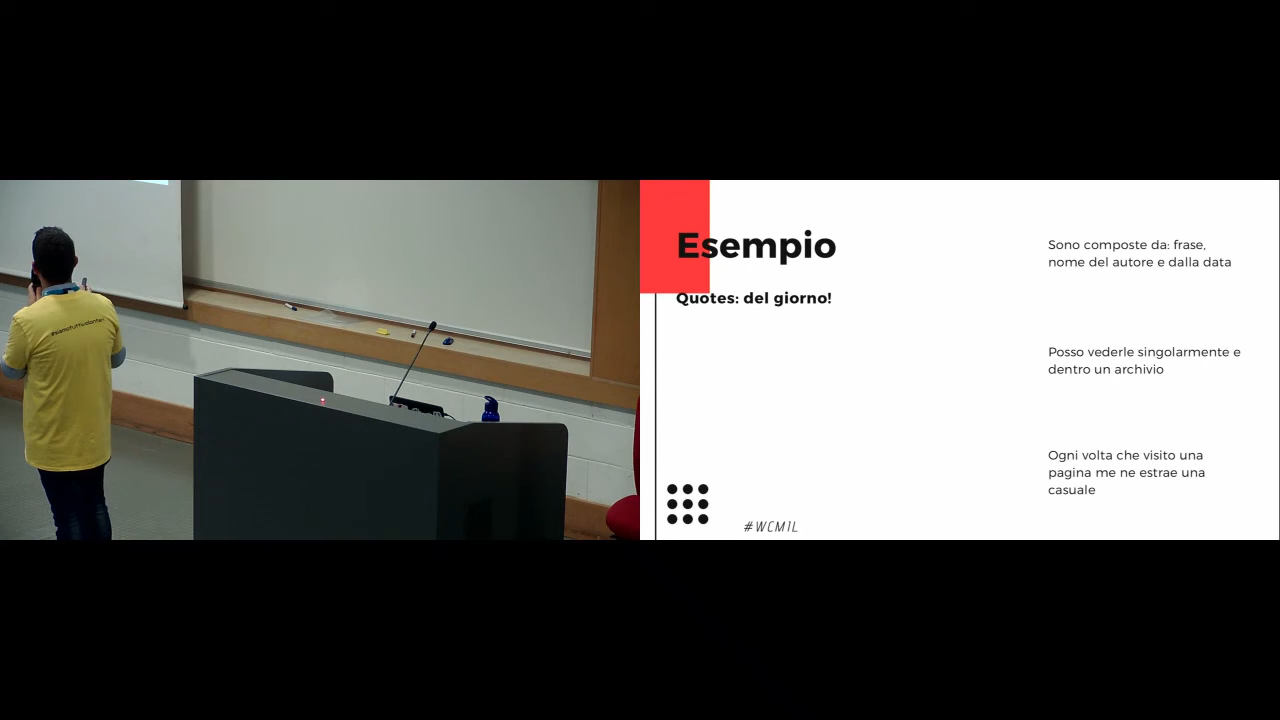 #siamotuttivolontari
Esempio
Quotes: del giorno!
Sono composte da: frase,
nome del autore e dalla data
Posso vederle singolarmente e
dentro un archivio
Ogni volta che visito una
pagina me ne estrae una
casuale
#WCMIL